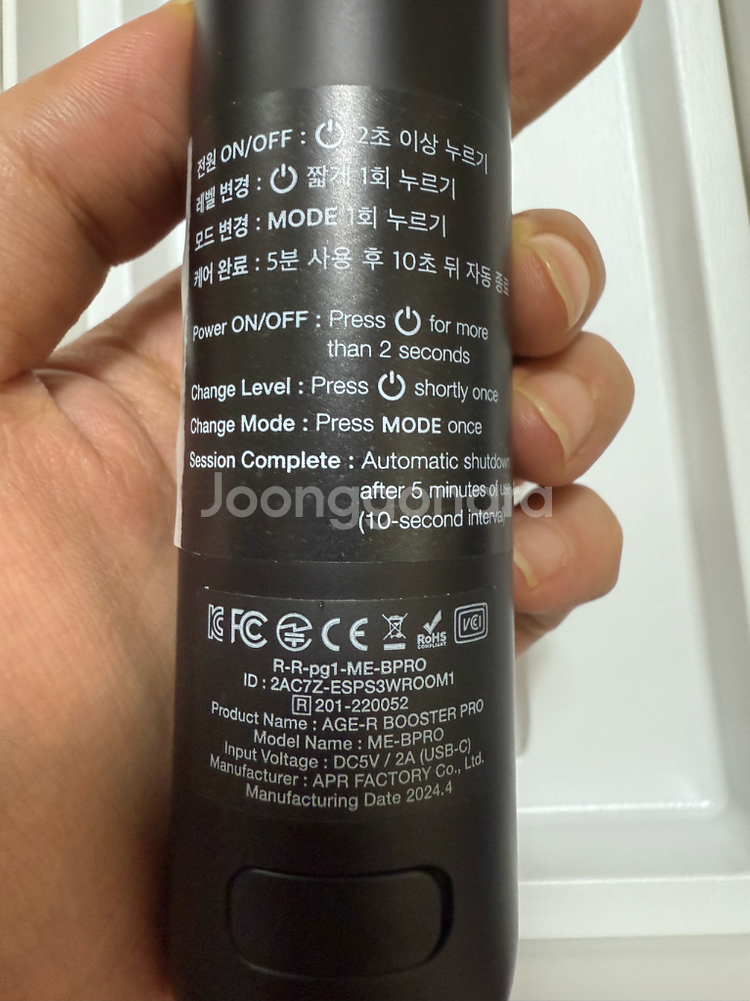 전원 ON/OFF : 2초 이상 누르기
레벨 변경 : 짧게 1회 누르기
모드 변경 : MODE 1회 누르기
케어 완료 : 5분 사용 후 10초 뒤 자동 종료
Power ON/OFF : Press for more
than 2 seconds
Change Level : Press shortly once
Change Mode : Press MODE once
Session Complete : Automatic shutdown
after 5 minutes of use
(10-second interval)
Joonggonara
KC FC CE RoHS VCI
COMPLIANT
R-R-pg1-ME-BPRO
ID : 2AC7Z-ESPS3WROOM1
R 201-220052
Product Name : AGE-R BOOSTER PRO
Model Name : ME-BPRO
Input Voltage : DC5V / 2A (USB-C)
Manufacturer : APR FACTORY Co., Ltd.
Manufacturing Date 2024.4